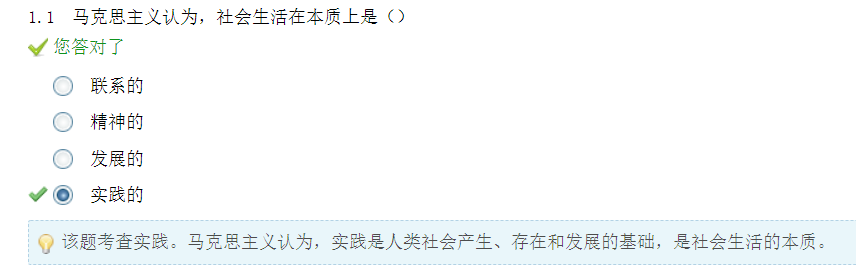 1.1 马克思主义认为，社会生活在本质上是（）
您答对了
联系的
精神的
发展的
实践的
该题考查实践。马克思主义认为，实践是人类社会产生、存在和发展的基础，是社会生活的本质。